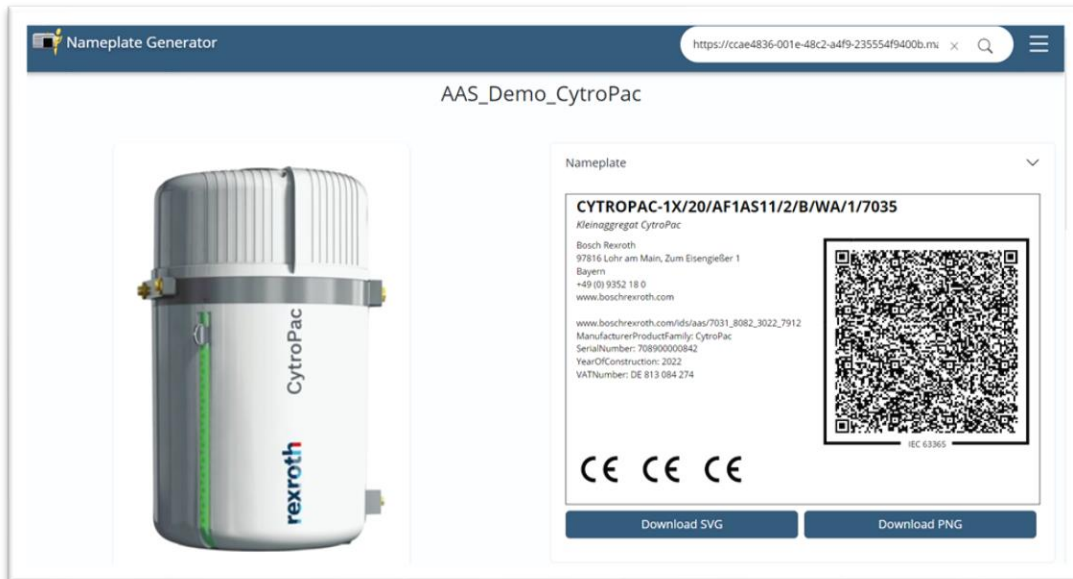 Nameplate Generator
https://ccae4836-001e-48c2-a4f9-235554f9400b.ma
AAS_Demo_CytroPac
CytroPac
rexroth
Nameplate
CYTROPAC-1X/20/AF1AS11/2/B/WA/1/7035
Kleinaggregat CytroPac
Bosch Rexroth
97816 Lohr am Main, Zum Eisengießer 1
Bayern
+49 (0) 9352 18 0
www.boschrexroth.com
www.boschrexroth.com/ids/aas/7031_8082_3022_7912
ManufacturerProductFamily: CytroPac
SerialNumber: 708900000842
YearOfConstruction: 2022
VATNumber: DE 813 084 274
IEC 63365
CE CE CE
Download SVG
Download PNG